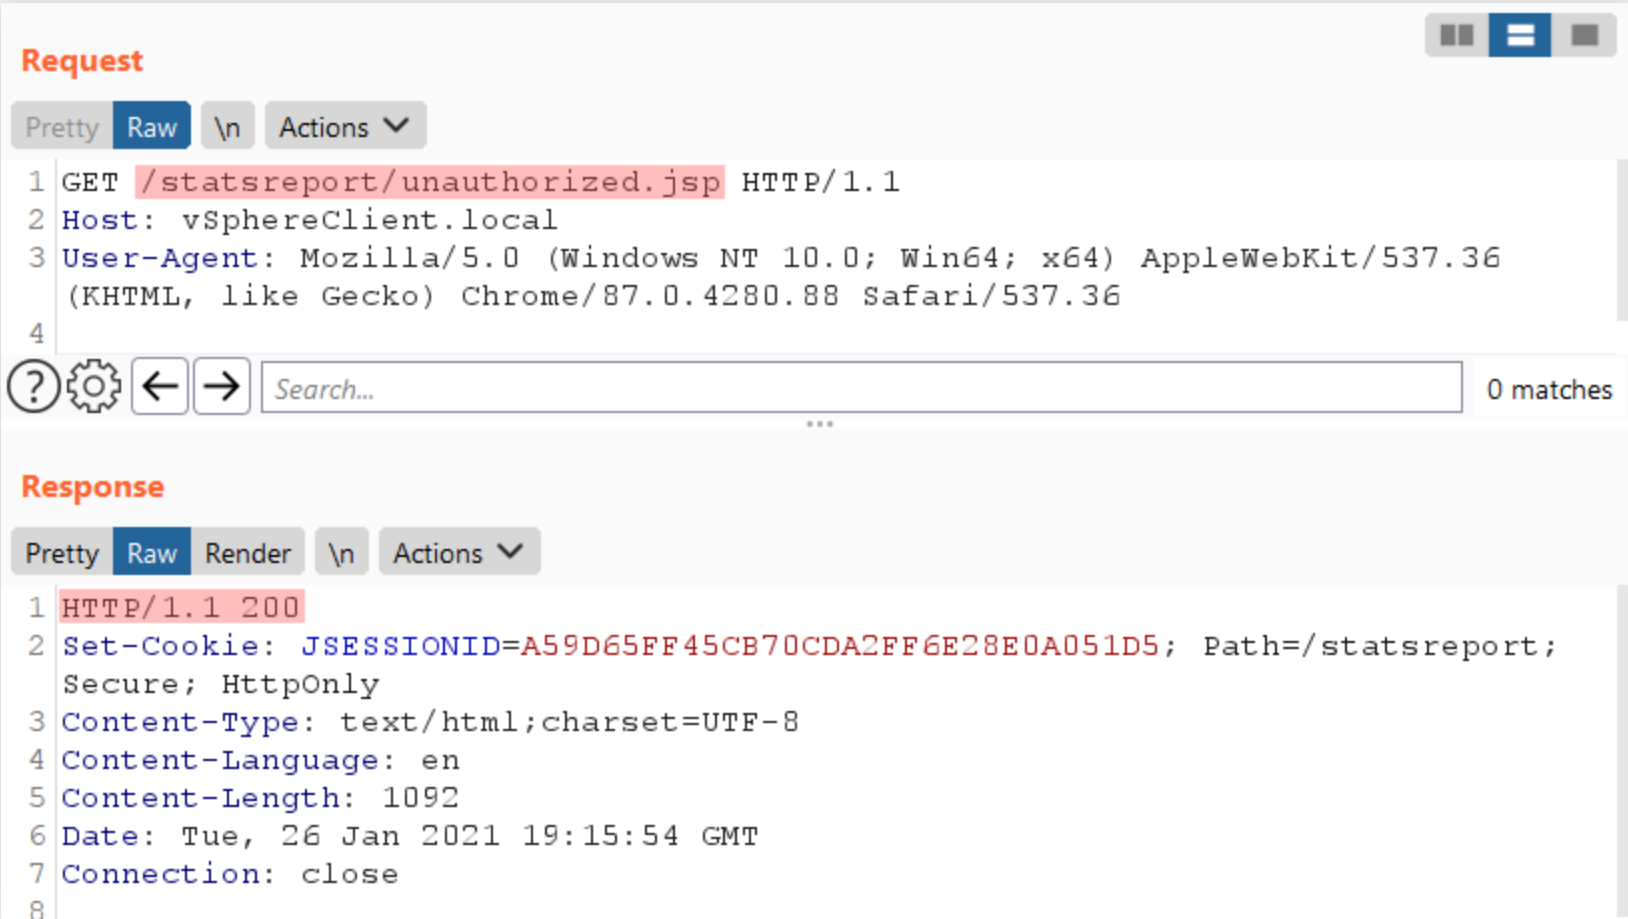 Request
Pretty Raw \n Actions
1 GET /statsreport/unauthorized.jsp HTTP/1.1
2 Host: vSphereClient.local
3 User-Agent: Mozilla/5.0 (Windows NT 10.0; Win64; x64) AppleWebKit/537.36
(KHTML, like Gecko) Chrome/87.0.4280.88 Safari/537.36
4
? Search... 0 matches
Response
Pretty Raw Render \n Actions
1 HTTP/1.1 200
2 Set-Cookie: JSESSIONID=A59D65FF45CB70CDA2FF6E28E0A051D5; Path=/statsreport;
Secure; HttpOnly
3 Content-Type: text/html;charset=UTF-8
4 Content-Language: en
5 Content-Length: 1092
6 Date: Tue, 26 Jan 2021 19:15:54 GMT
7 Connection: close
8